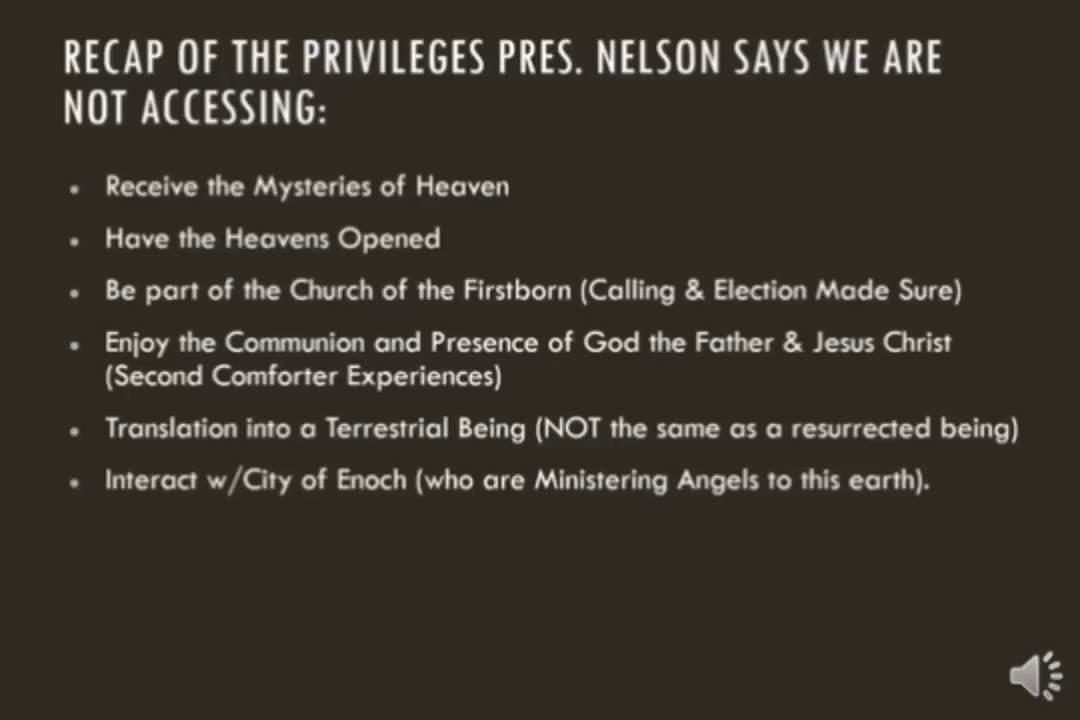 RECAP OF THE PRIVILEGES PRES. NELSON SAYS WE ARE
NOT ACCESSING:
• Receive the Mysteries of Heaven
• Have the Heavens Opened
• Be part of the Church of the Firstborn (Calling & Election Made Sure)
• Enjoy the Communion and Presence of God the Father & Jesus Christ
(Second Comforter Experiences)
• Translation into a Terrestrial Being (NOT the same as a resurrected being)
• Interact w/City of Enoch (who are Ministering Angels to this earth).